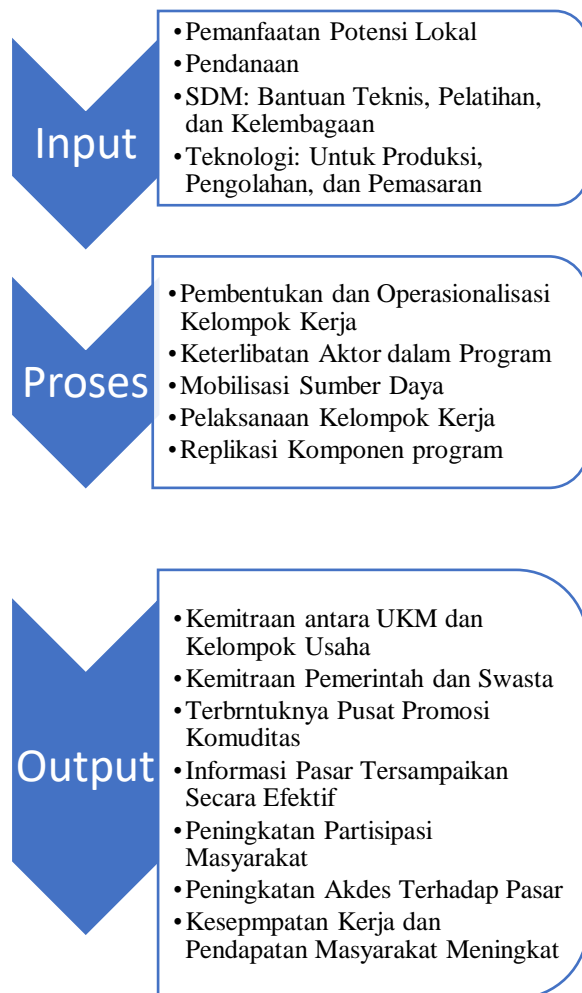 Input
•Pemanfaatan Potensi Lokal
•Pendanaan
•SDM: Bantuan Teknis, Pelatihan,
dan Kelembagaan
•Teknologi: Untuk Produksi,
Pengolahan, dan Pemasaran
Proses
•Pembentukan dan Operasionalisasi
Kelompok Kerja
•Keterlibatan Aktor dalam Program
•Mobilisasi Sumber Daya
•Pelaksanaan Kelompok Kerja
•Replikasi Komponen program
Output
•Kemitraan antara UKM dan
Kelompok Usaha
•Kemitraan Pemerintah dan Swasta
•Terbrntuknya Pusat Promosi
Komuditas
•Informasi Pasar Tersampaikan
Secara Efektif
•Peningkatan Partisipasi
Masyarakat
•Peningkatan Akdes Terhadap Pasar
•Kesepmpatan Kerja dan
Pendapatan Masyarakat Meningkat